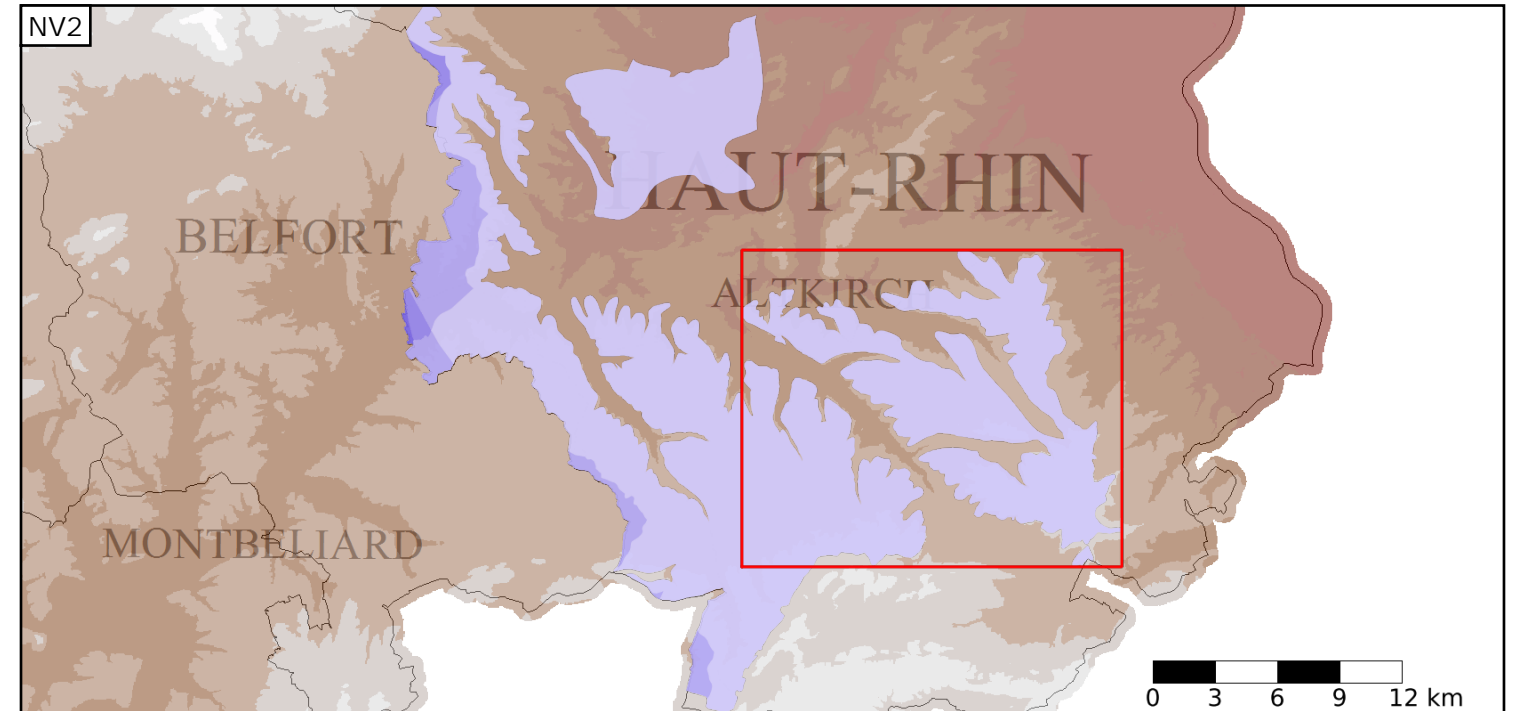 NV2
HAUT-RHIN
BELFORT
ALTKIRCH
MONTBELIARD
0 3 6 9 12 km